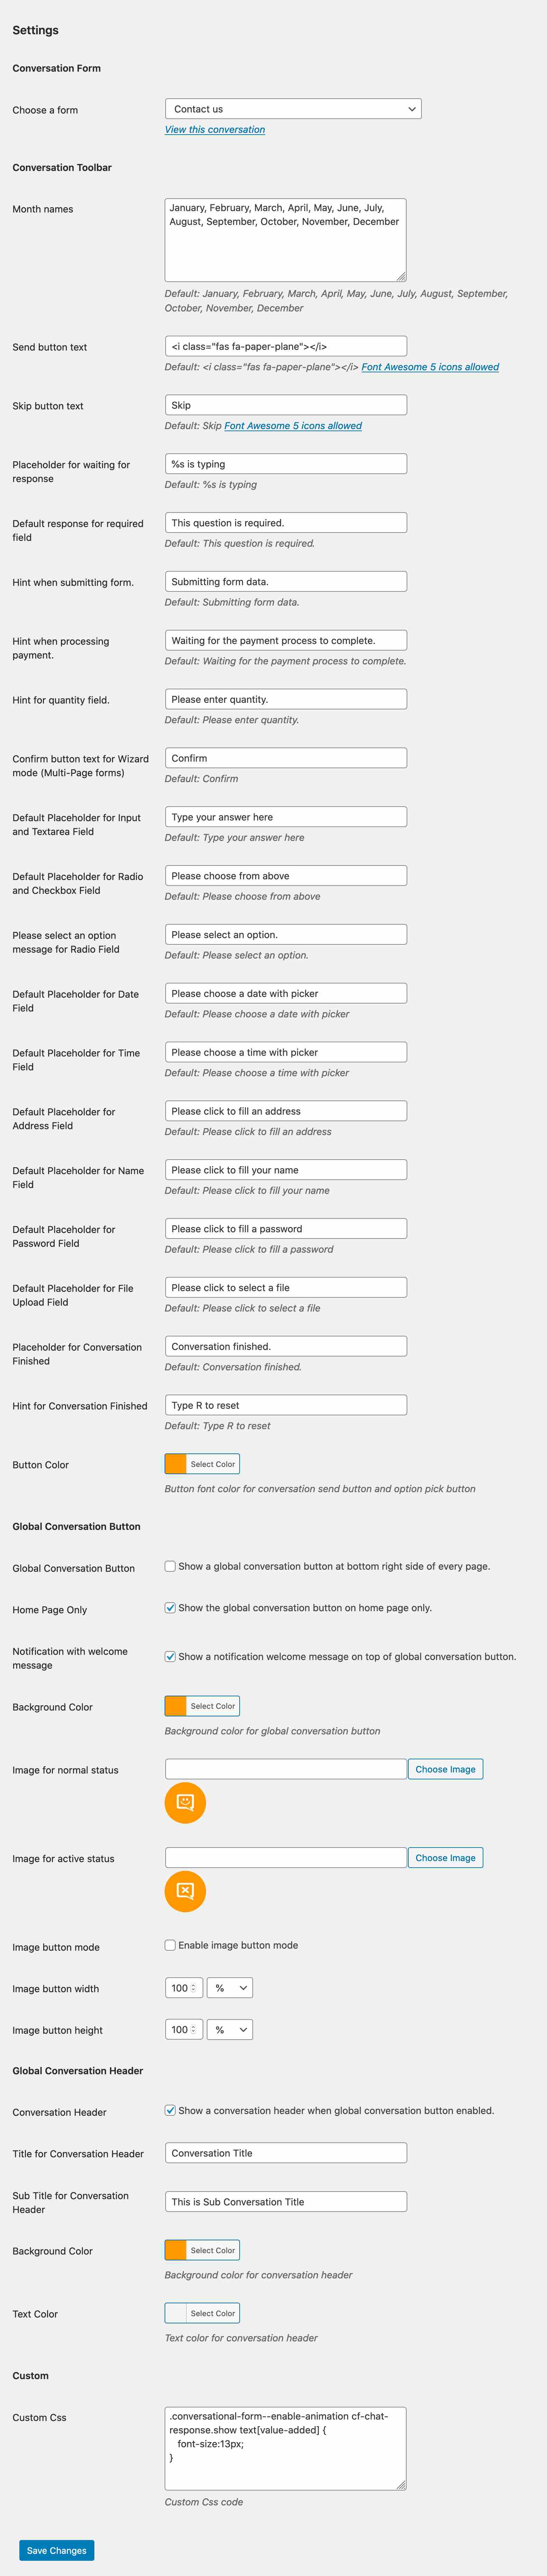 Settings
Conversation Form
Choose a form
Contact us
View this conversation
Conversation Toolbar
Month names
January, February, March, April, May, June, July,
August, September, October, November, December
Default: January, February, March, April, May, June, July, August, September,
October, November, December
Send button text
<i class="fas fa-paper-plane"></i>
Default: <i class="fas fa-paper-plane"></i> Font Awesome 5 icons allowed
Skip button text
Skip
Default: Skip Font Awesome 5 icons allowed
Placeholder for waiting for
response
%s is typing
Default: %s is typing
Default response for required
field
This question is required.
Default: This question is required.
Hint when submitting form.
Submitting form data.
Default: Submitting form data.
Hint when processing
payment.
Waiting for the payment process to complete.
Default: Waiting for the payment process to complete.
Hint for quantity field.
Please enter quantity.
Default: Please enter quantity.
Confirm button text for Wizard
mode (Multi-Page forms)
Confirm
Default: Confirm
Default Placeholder for Input
and Textarea Field
Type your answer here
Default: Type your answer here
Default Placeholder for Radio
and Checkbox Field
Please choose from above
Default: Please choose from above
Please select an option
message for Radio Field
Please select an option.
Default: Please select an option.
Default Placeholder for Date
Field
Please choose a date with picker
Default: Please choose a date with picker
Default Placeholder for Time
Field
Please choose a time with picker
Default: Please choose a time with picker
Default Placeholder for
Address Field
Please click to fill an address
Default: Please click to fill an address
Default Placeholder for Name
Field
Please click to fill your name
Default: Please click to fill your name
Default Placeholder for
Password Field
Please click to fill a password
Default: Please click to fill a password
Default Placeholder for File
Upload Field
Please click to select a file
Default: Please click to select a file
Placeholder for Conversation
Finished
Conversation finished.
Default: Conversation finished.
Hint for Conversation Finished
Type R to reset
Default: Type R to reset
Button Color
Select Color
Button font color for conversation send button and option pick button
Global Conversation Button
Global Conversation Button
Show a global conversation button at bottom right side of every page.
Home Page Only
Show the global conversation button on home page only.
Notification with welcome
message
Show a notification welcome message on top of global conversation button.
Background Color
Select Color
Background color for global conversation button
Image for normal status
Choose Image
Image for active status
Choose Image
Image button mode
Enable image button mode
Image button width
100
%
Image button height
100
%
Global Conversation Header
Conversation Header
Show a conversation header when global conversation button enabled.
Title for Conversation Header
Conversation Title
Sub Title for Conversation
Header
This is Sub Conversation Title
Background Color
Select Color
Background color for conversation header
Text Color
Select Color
Text color for conversation header
Custom
Custom Css
.conversational-form--enable-animation cf-chat-
response.show text[value-added] {
font-size:13px;
}
Custom Css code
Save Changes